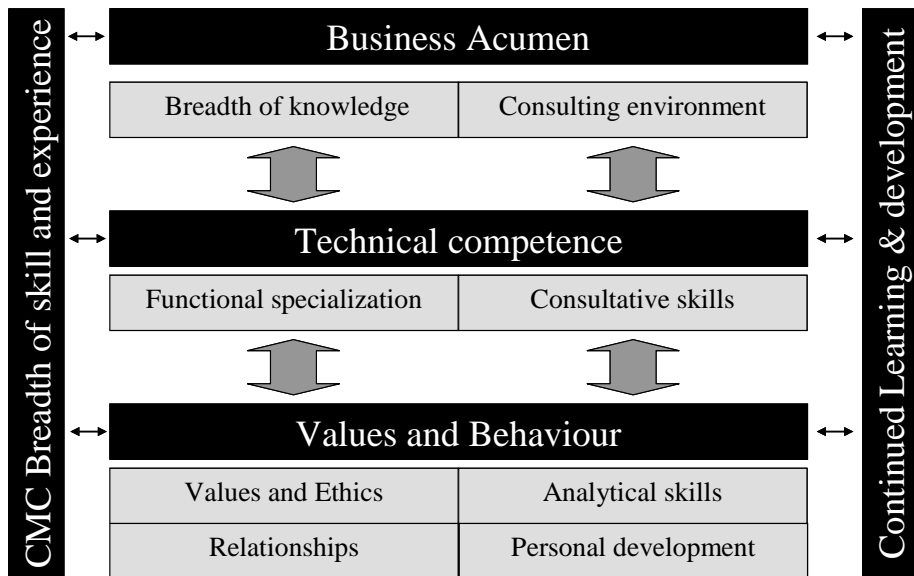 CMC Breadth of skill and experience
Business Acumen
Breadth of knowledge
Consulting environment
Technical competence
Functional specialization
Consultative skills
Values and Behaviour
Values and Ethics
Analytical skills
Relationships
Personal development
Continued Learning & development